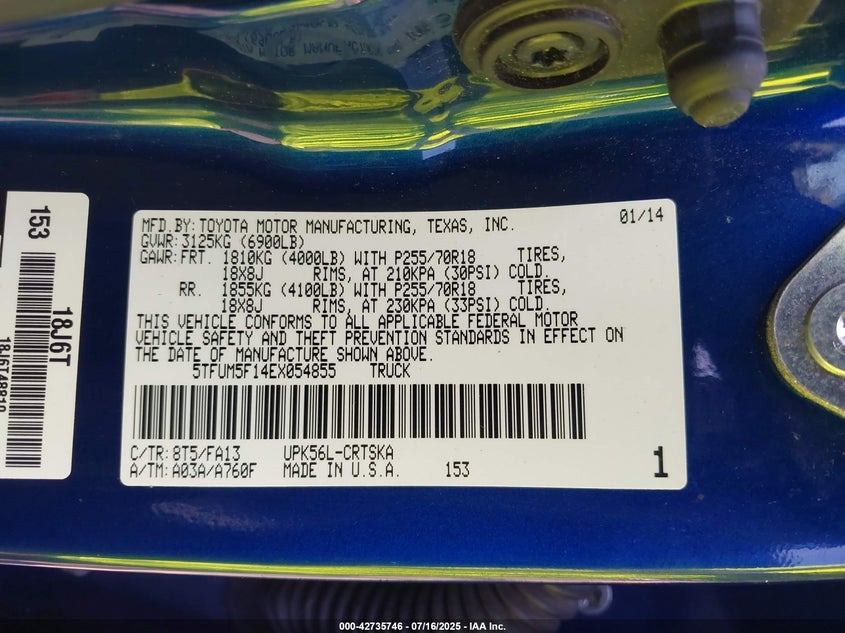 MFD.BY: TOYOTA MOTOR MANUFACTURING, TEXAS, INC. 01/14
GVWR: 3125KG (6900LB)
GAWR: FRT. 1810KG (4000LB) WITH P255/70R18 TIRES,
18X8J RIMS, AT 210KPA (30PSI) COLD.
RR. 1855KG (4100LB) WITH P255/70R18 TIRES,
18X8J RIMS, AT 230KPA (33PSI) COLD.
THIS VEHICLE CONFORMS TO ALL APPLICABLE FEDERAL MOTOR
VEHICLE SAFETY AND THEFT PREVENTION STANDARDS IN EFFECT ON
THE DATE OF MANUFACTURE SHOWN ABOVE.
5TFUM5F14EX054855 TRUCK
C/TR: 8T5/FA13 UPK56L-CRTSKA
A/TM: A03A/A760F MADE IN U.S.A. 153 1
153
18J6T
000-42735746 - 07/16/2025 - IAA Inc.